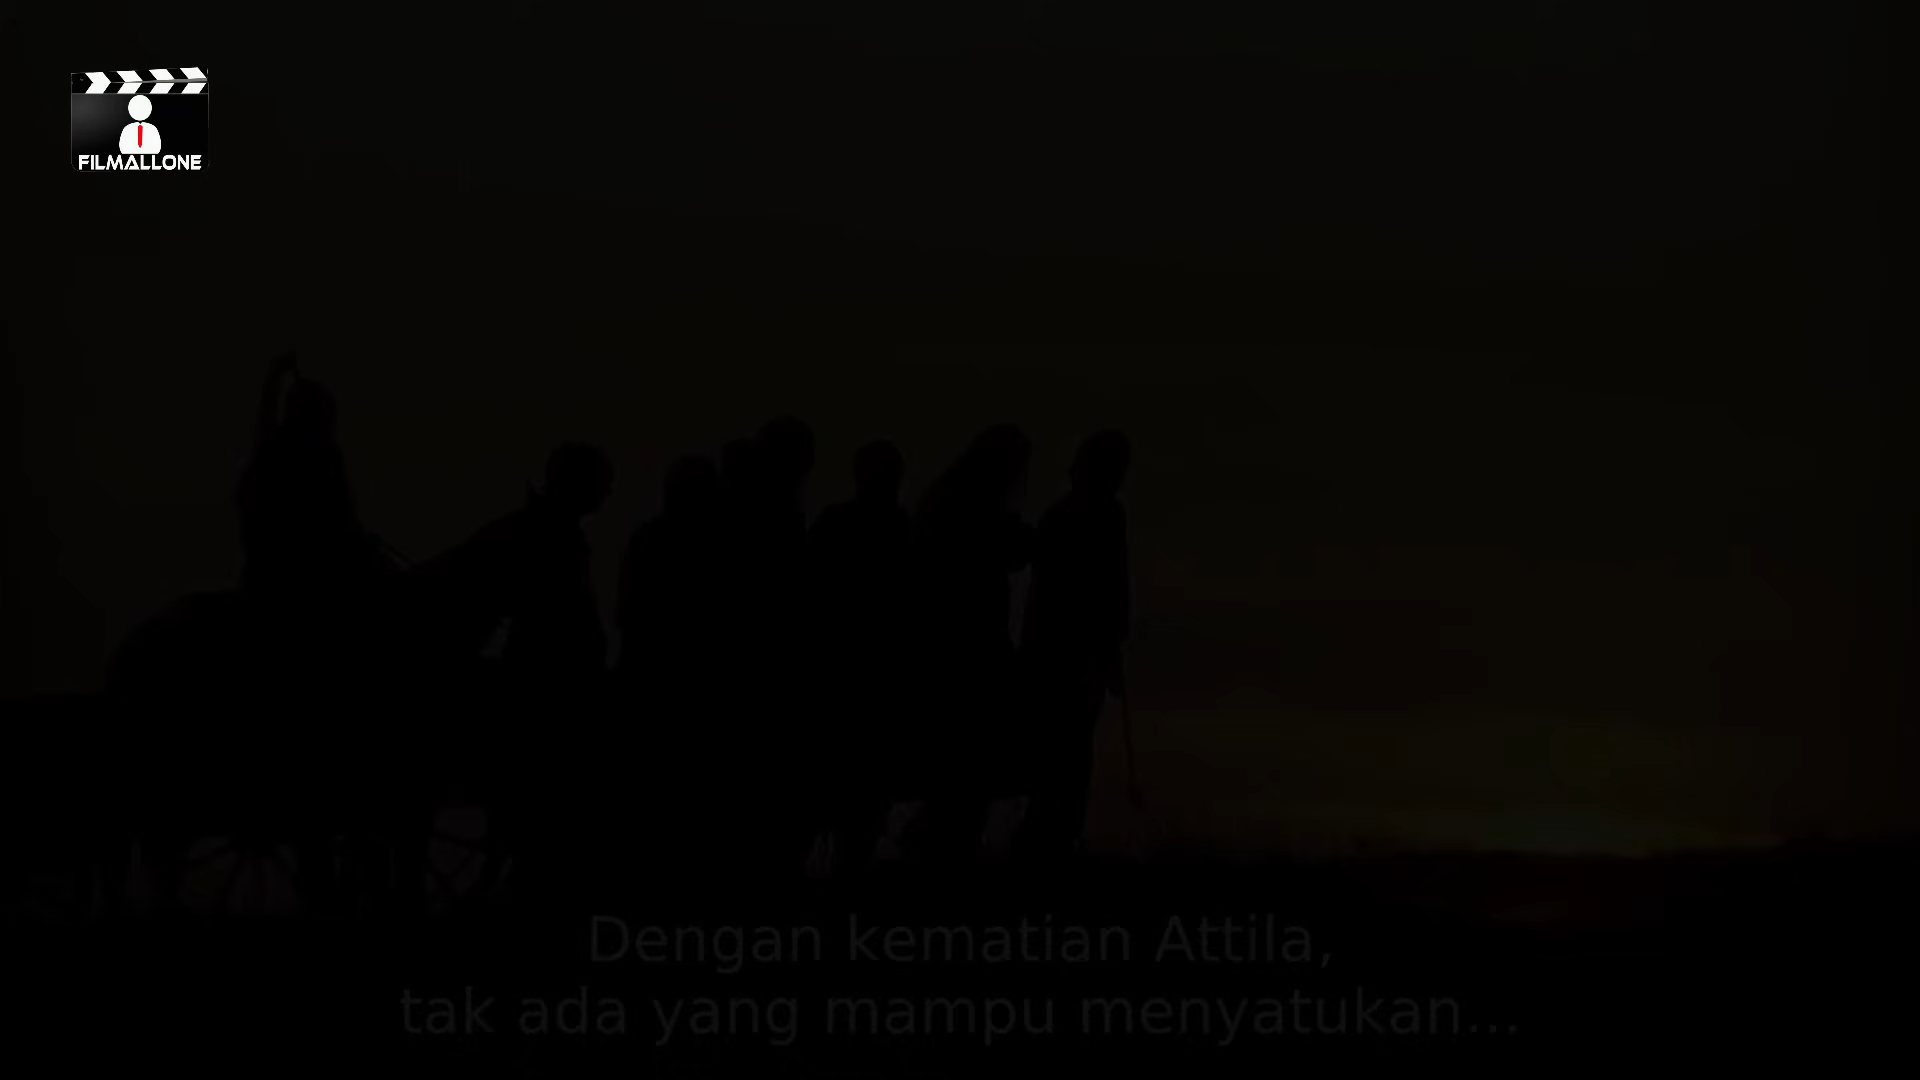 FILMALLONE
Dengan kematian Attila,
tak ada yang mampu menyatukan...